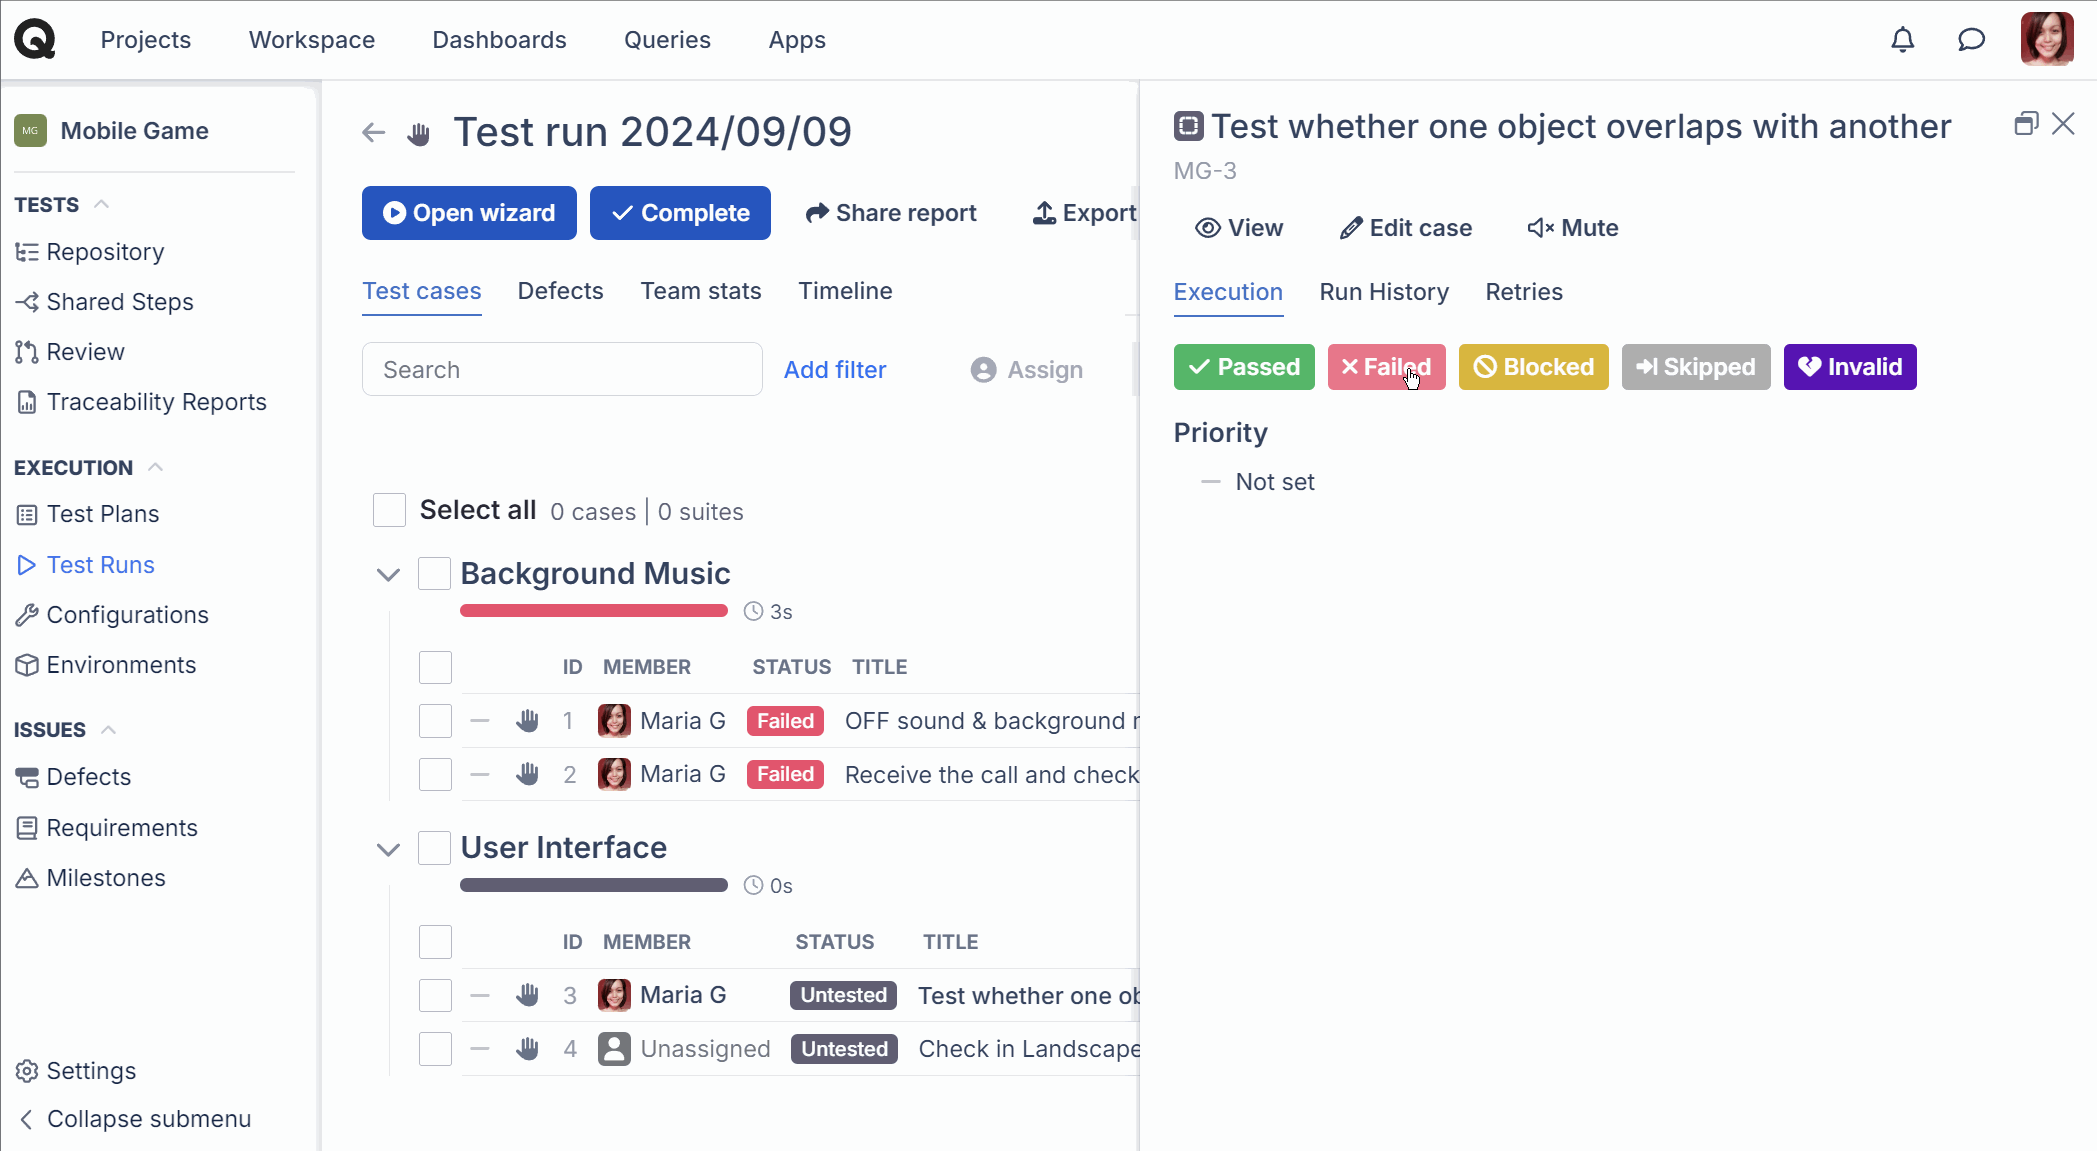 Projects Workspace Dashboards Queries Apps
MG Mobile Game
TESTS
Repository
Shared Steps
Review
Traceability Reports
EXECUTION
Test Plans
Test Runs
Configurations
Environments
ISSUES
Defects
Requirements
Milestones
Settings
Collapse submenu
Test run 2024/09/09
Open wizard Complete Share report Export
Test cases Defects Team stats Timeline
Search Add filter Assign
Select all 0 cases | 0 suites
Background Music
3s
ID MEMBER STATUS TITLE
1 Maria G Failed OFF sound & background
2 Maria G Failed Receive the call and check
User Interface
0s
ID MEMBER STATUS TITLE
3 Maria G Untested Test whether one ob
4 Unassigned Untested Check in Landscape
Test whether one object overlaps with another
MG-3
View Edit case Mute
Execution Run History Retries
Passed Failed Blocked Skipped Invalid
Priority
Not set